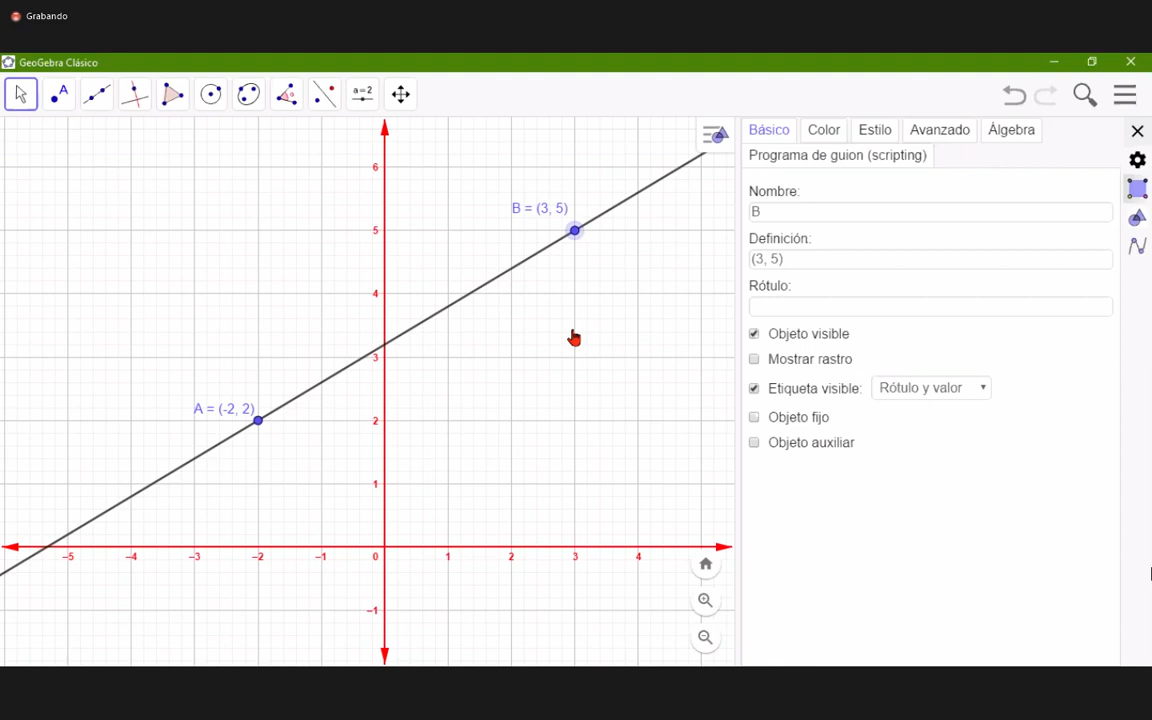 Grabando
GeoGebra Clásico
A
a=2
Básico
Color
Estilo
Avanzado
Álgebra
Programa de guion (scripting)
Nombre:
B
Definición:
(3, 5)
Rótulo:
Objeto visible
Mostrar rastro
Etiqueta visible:
Rótulo y valor
Objeto fijo
Objeto auxiliar
6
B = (3, 5)
5
4
3
A = (-2, 2)
2
1
–5
–4
–3
–2
–1
0
1
2
3
4
–1